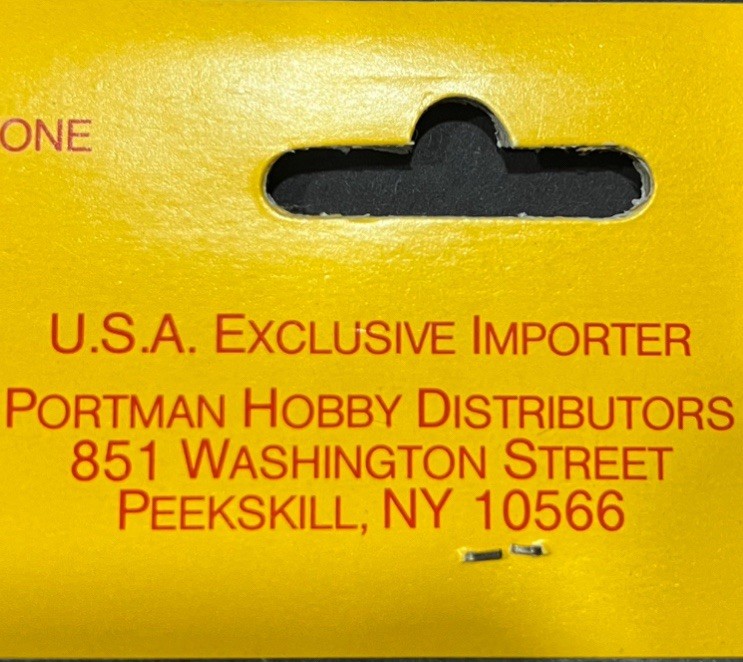 ONE
U.S.A. EXCLUSIVE IMPORTER
PORTMAN HOBBY DISTRIBUTORS
851 WASHINGTON STREET
PEEKSKILL, NY 10566